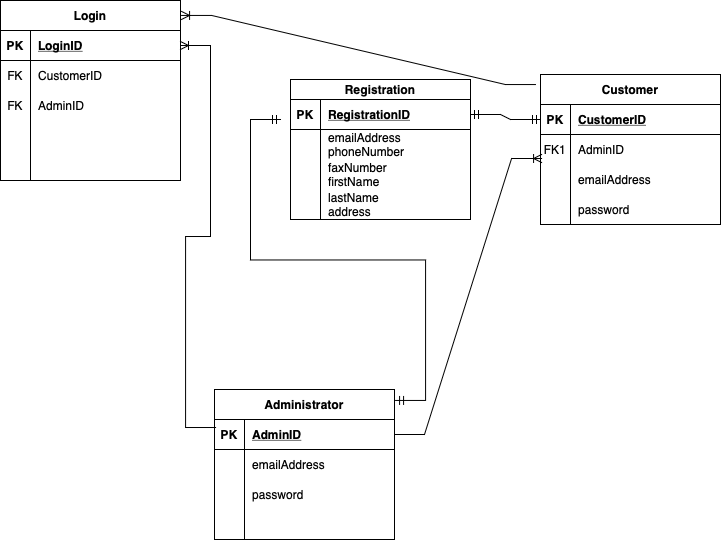 Login
PK LoginID
FK CustomerID
FK AdminID
Registration
PK RegistrationID
emailAddress
phoneNumber
faxNumber
firstName
lastName
address
Customer
PK CustomerID
FK1 AdminID
emailAddress
password
Administrator
PK AdminID
emailAddress
password